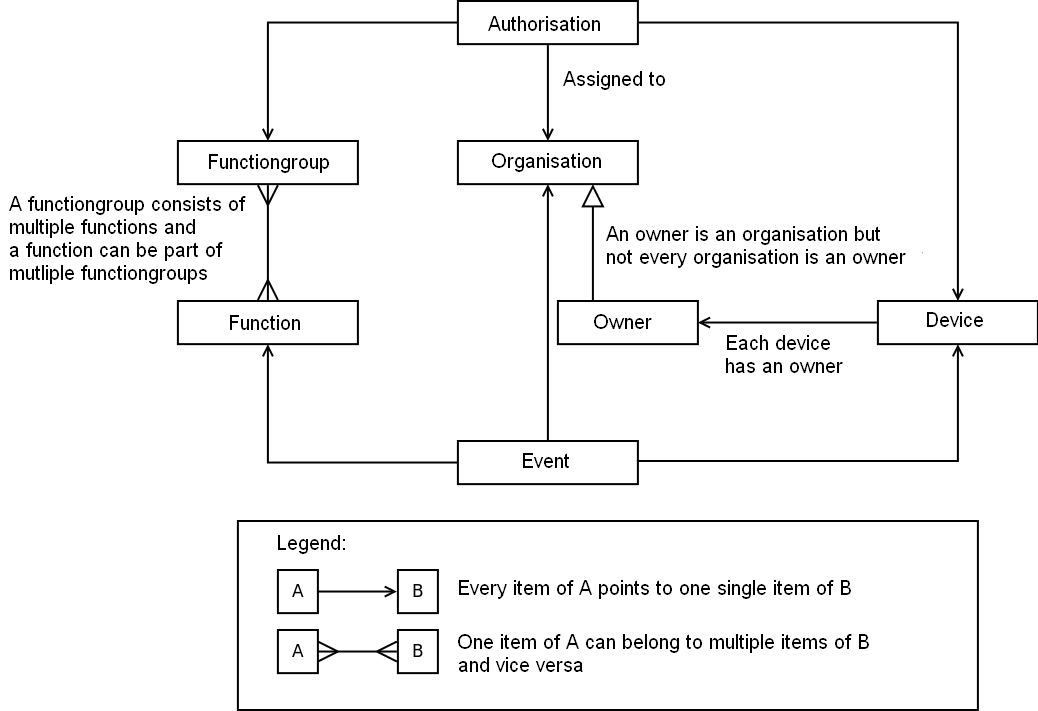 Authorisation
Assigned to
Functiongroup
Organisation
A functiongroup consists of
multiple functions and
a function can be part of
mutliple functiongroups
An owner is an organisation but
not every organisation is an owner
Function
Owner
Device
Each device
has an owner
Event
Legend:
A
B
Every item of A points to one single item of B
A
B
One item of A can belong to multiple items of B
and vice versa